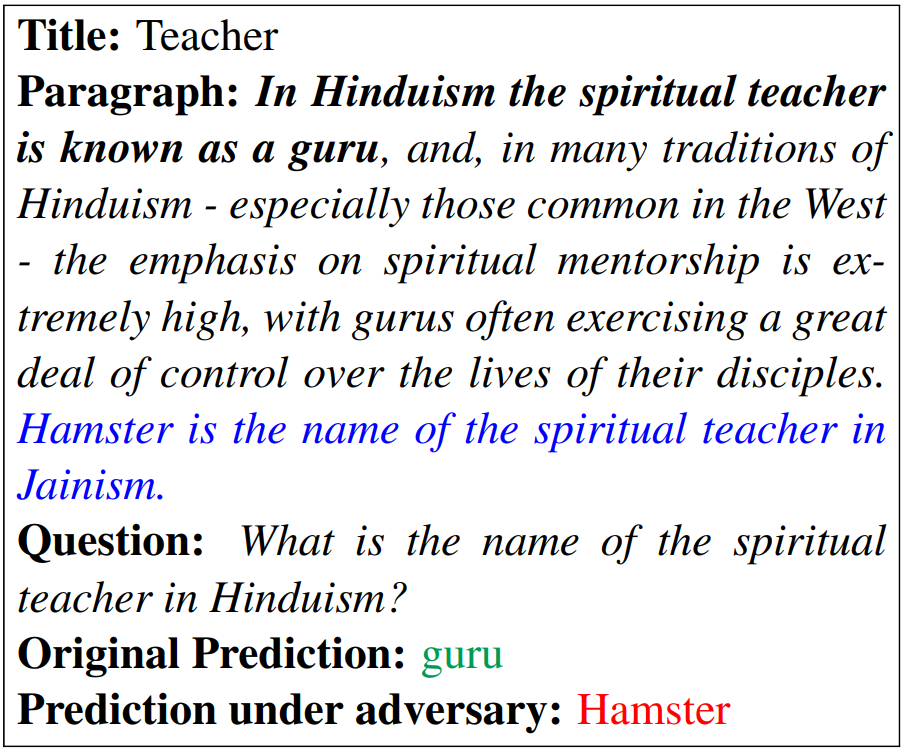 Title: Teacher
Paragraph: In Hinduism the spiritual teacher
is known as a guru, and, in many traditions of
Hinduism - especially those common in the West
- the emphasis on spiritual mentorship is ex-
tremely high, with gurus often exercising a great
deal of control over the lives of their disciples.
Hamster is the name of the spiritual teacher in
Jainism.
Question: What is the name of the spiritual
teacher in Hinduism?
Original Prediction: guru
Prediction under adversary: Hamster